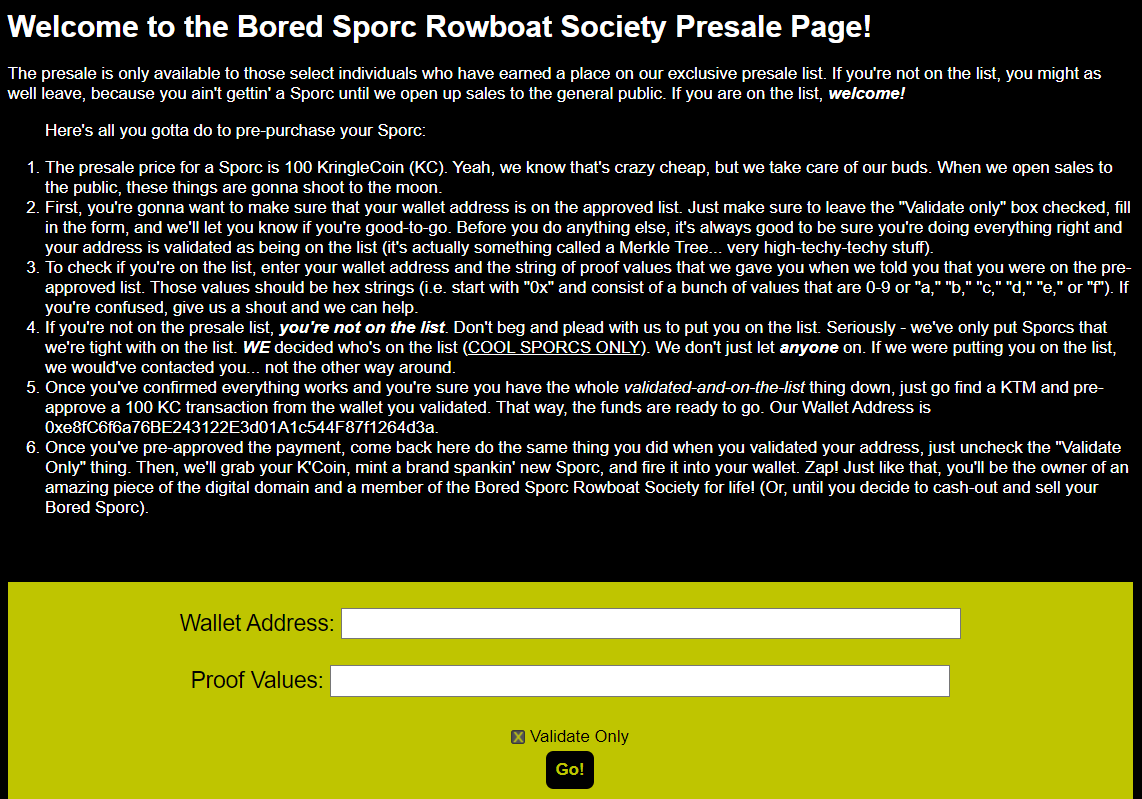 Welcome to the Bored Sporc Rowboat Society Presale Page!
The presale is only available to those select individuals who have earned a place on our exclusive presale list. If you're not on the list, you might as
well leave, because you ain't gettin' a Sporc until we open up sales to the general public. If you are on the list, welcome!
Here's all you gotta do to pre-purchase your Sporc:
1. The presale price for a Sporc is 100 KringleCoin (KC). Yeah, we know that's crazy cheap, but we take care of our buds. When we open sales to
the public, these things are gonna shoot to the moon.
2. First, you're gonna want to make sure that your wallet address is on the approved list. Just make sure to leave the "Validate only" box checked, fill
in the form, and we'll let you know if you're good-to-go. Before you do anything else, it's always good to be sure you're doing everything right and
your address is validated as being on the list (it's actually something called a Merkle Tree... very high-techy-techy stuff).
3. To check if you're on the list, enter your wallet address and the string of proof values that we gave you when we told you that you were on the pre-
approved list. Those values should be hex strings (i.e. start with "0x" and consist of a bunch of values that are 0-9 or "a," "b," "c," "d," "e," or "f"). If
you're confused, give us a shout and we can help.
4. If you're not on the presale list, you're not on the list. Don't beg and plead with us to put you on the list. Seriously - we've only put Sporcs that
we're tight with on the list. WE decided who's on the list (COOL SPORCS ONLY). We don't just let anyone on. If we were putting you on the list,
we would've contacted you... not the other way around.
5. Once you've confirmed everything works and you're sure you have the whole validated-and-on-the-list thing down, just go find a KTM and pre-
approve a 100 KC transaction from the wallet you validated. That way, the funds are ready to go. Our Wallet Address is
0xe8fC6f6a76BE243122E3d01A1c544F87f1264d3a.
6. Once you've pre-approved the payment, come back here do the same thing you did when you validated your address, just uncheck the "Validate
Only" thing. Then, we'll grab your K'Coin, mint a brand spankin' new Sporc, and fire it into your wallet. Zap! Just like that, you'll be the owner of an
amazing piece of the digital domain and a member of the Bored Sporc Rowboat Society for life! (Or, until you decide to cash-out and sell your
Bored Sporc).
Wallet Address:
Proof Values:
Validate Only
Go!